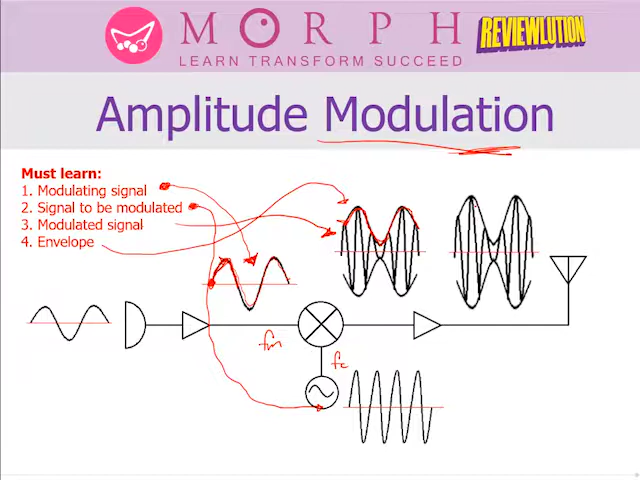 MORPH
LEARN TRANSFORM SUCCEED
REVIEWLUTION
Amplitude Modulation
Must learn:
1. Modulating signal
2. Signal to be modulated
3. Modulated signal
4. Envelope
fm
fc